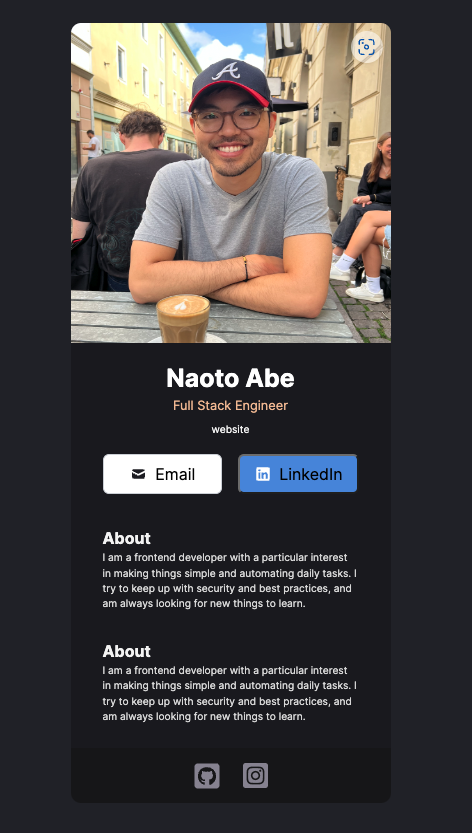 Naoto Abe
Full Stack Engineer
website
Email
LinkedIn
About
I am a frontend developer with a particular interest
in making things simple and automating daily tasks. I
try to keep up with security and best practices, and
am always looking for new things to learn.
About
I am a frontend developer with a particular interest
in making things simple and automating daily tasks. I
try to keep up with security and best practices, and
am always looking for new things to learn.